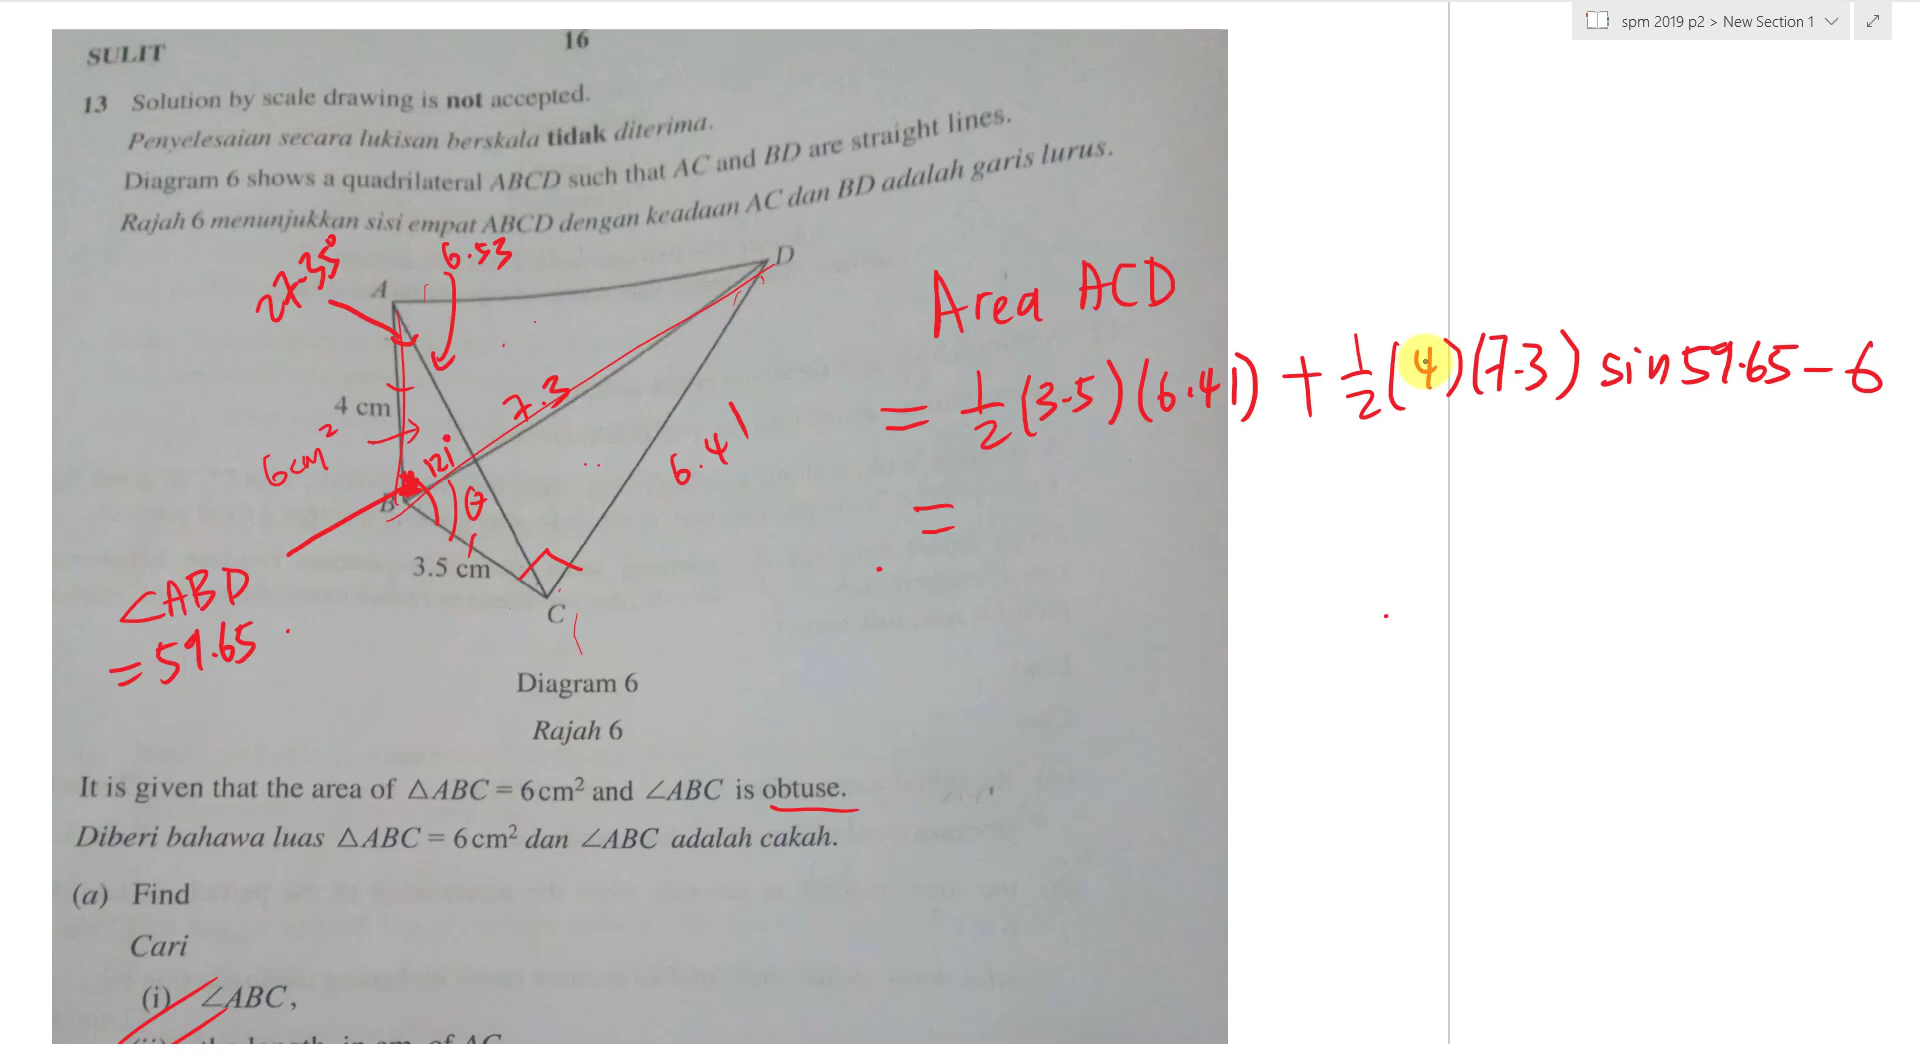 spm 2019 p2 > New Section 1
SULIT
16
13 Solution by scale drawing is not accepted.
Penyelesaian secara lukisan berskala tidak diterima.
Diagram 6 shows a quadrilateral ABCD such that AC and BD are straight lines.
Rajah 6 menunjukkan sisi empat ABCD dengan keadaan AC dan BD adalah garis lurus.
27.35°
6.53
A
D
Area ACD
= 1/2 (3.5)(6.41) + 1/2 (4)(7.3) sin 59.65 - 6
4 cm
7.3
6 cm²
6.41
B
θ
=
3.5 cm
∠ABD
= 59.65
C
Diagram 6
Rajah 6
It is given that the area of △ABC = 6 cm² and ∠ABC is obtuse.
Diberi bahawa luas △ABC = 6 cm² dan ∠ABC adalah cakah.
(a) Find
Cari
(i) ∠ABC,